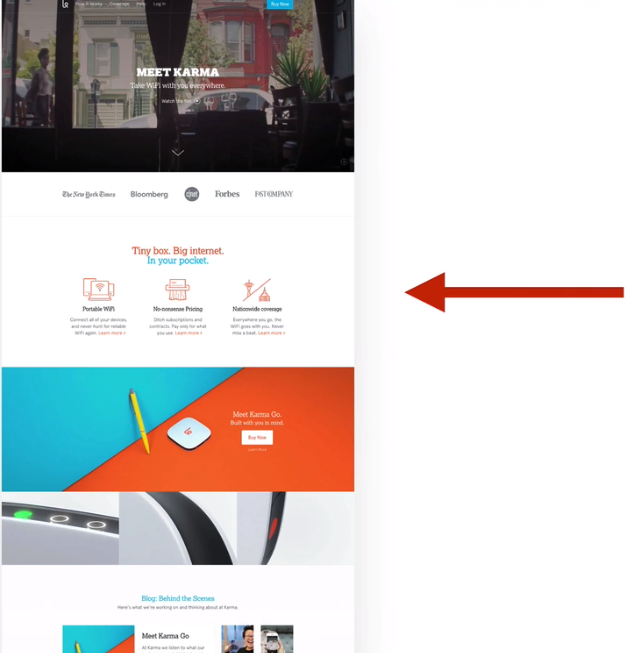 How it Works Coverage Help Log In
Buy Now
MEET KARMA
Take WiFi with you everywhere.
Watch the film
The New York Times Bloomberg cnet Forbes FAST COMPANY
Tiny box. Big internet.
In your pocket.
Portable WiFi
Connect all of your devices,
and never hunt for reliable
WiFi again. Learn more >
No-nonsense Pricing
Ditch subscriptions and
contracts. Pay only for what
you use. Learn more >
Nationwide coverage
Everywhere you go, the
WiFi goes with you. Never
miss a beat. Learn more >
Meet Karma Go.
Built with you in mind.
Buy Now
Learn more
Blog: Behind the Scenes
Here's what we're working on and thinking about at Karma.
Meet Karma Go
At Karma we listen to what our